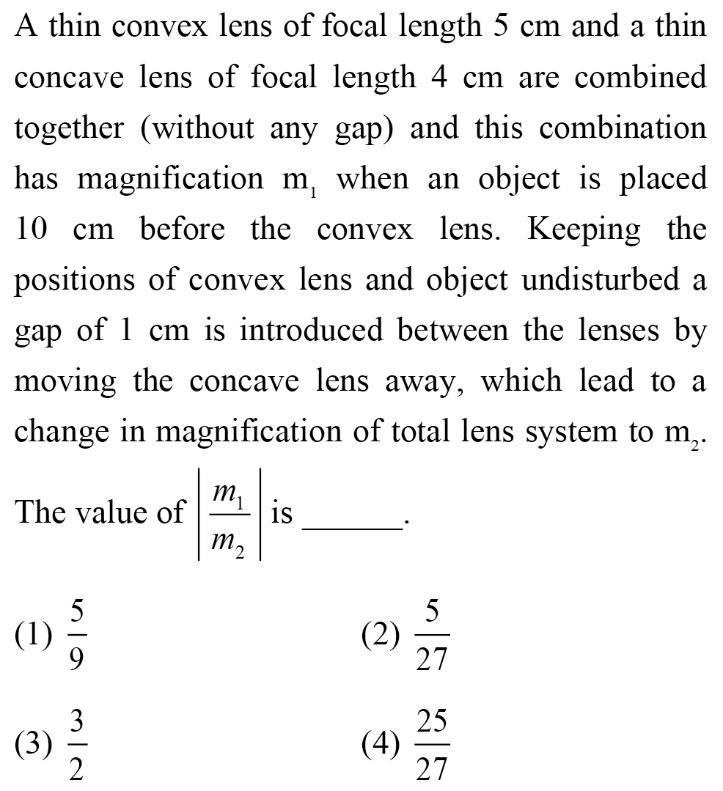 A thin convex lens of focal length 5 cm and a thin
concave lens of focal length 4 cm are combined
together (without any gap) and this combination
has magnification m₁ when an object is placed
10 cm before the convex lens. Keeping the
positions of convex lens and object undisturbed a
gap of 1 cm is introduced between the lenses by
moving the concave lens away, which lead to a
change in magnification of total lens system to m₂.
The value of |m₁/m₂| is ______.
(1) 5/9 (2) 5/27
(3) 3/2 (4) 25/27